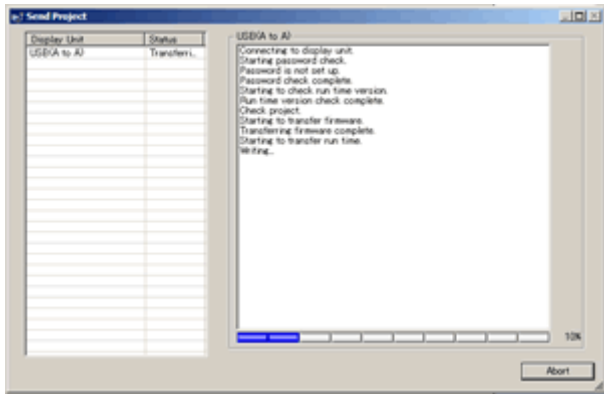 Send Project
Display Unit
Status
USB(A to A)
Transferri..
USB(A to A)
Connecting to display unit.
Starting password check.
Password is not set up.
Password check complete.
Starting to check run time version.
Run time version check complete.
Check project.
Starting to transfer firmware.
Transferring firmware complete.
Starting to transfer run time.
Writing...
10%
Abort